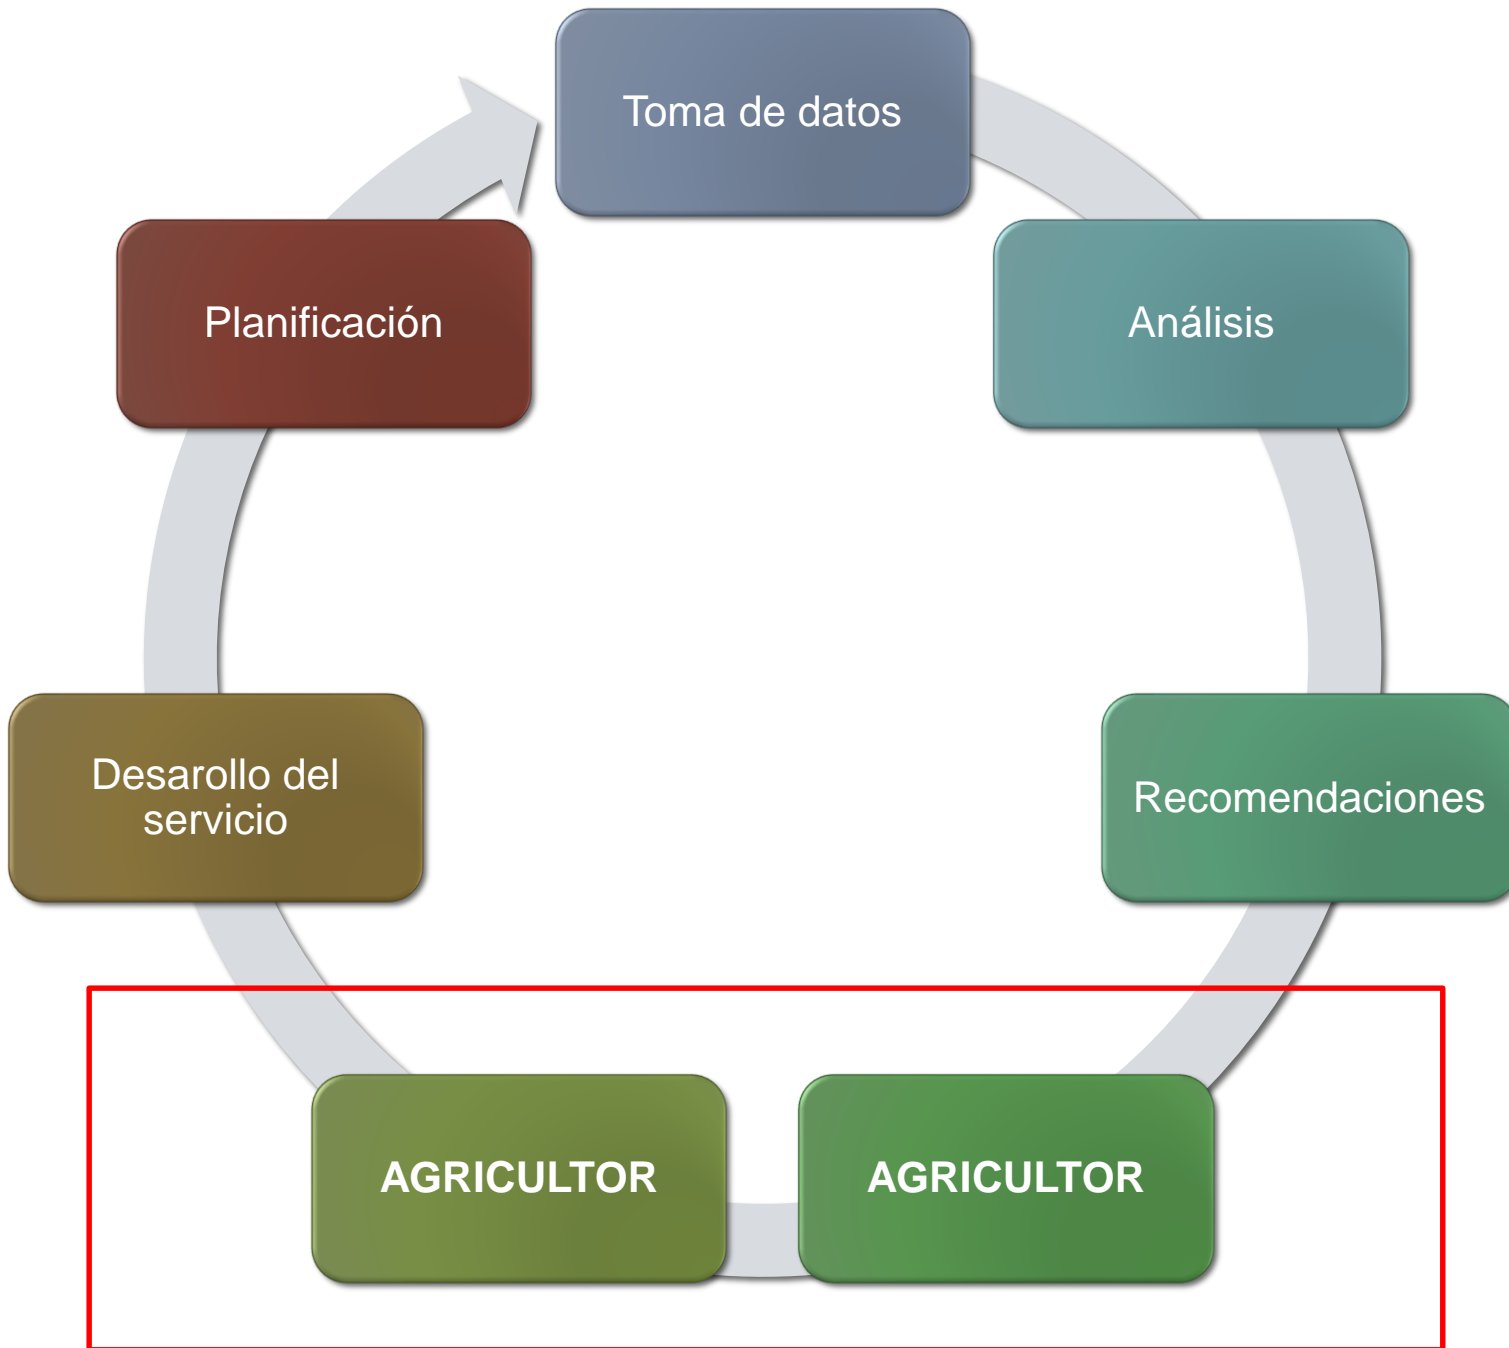 Toma de datos
Análisis
Recomendaciones
AGRICULTOR
AGRICULTOR
Desarollo del
servicio
Planificación